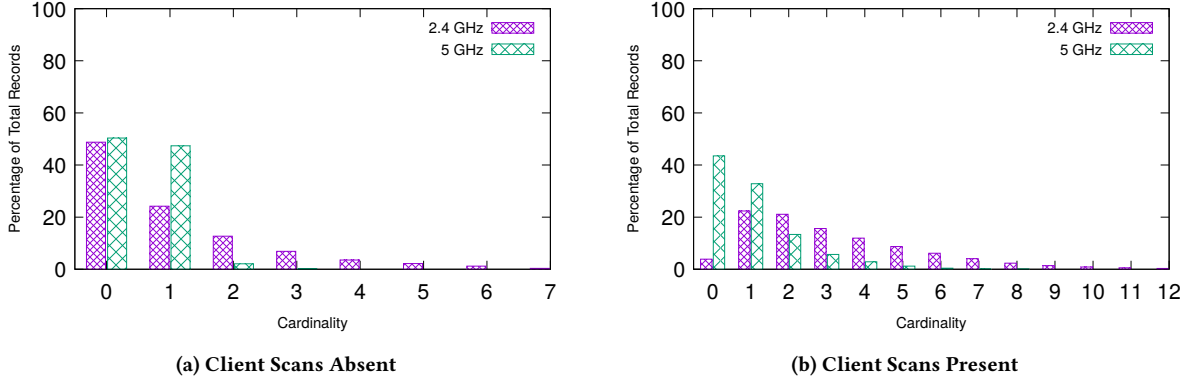 Percentage of Total Records
100
80
60
40
20
0
2.4 GHz
5 GHz
0 1 2 3 4 5 6 7
Cardinality
(a) Client Scans Absent
Percentage of Total Records
100
80
60
40
20
0
2.4 GHz
5 GHz
0 1 2 3 4 5 6 7 8 9 10 11 12
Cardinality
(b) Client Scans Present